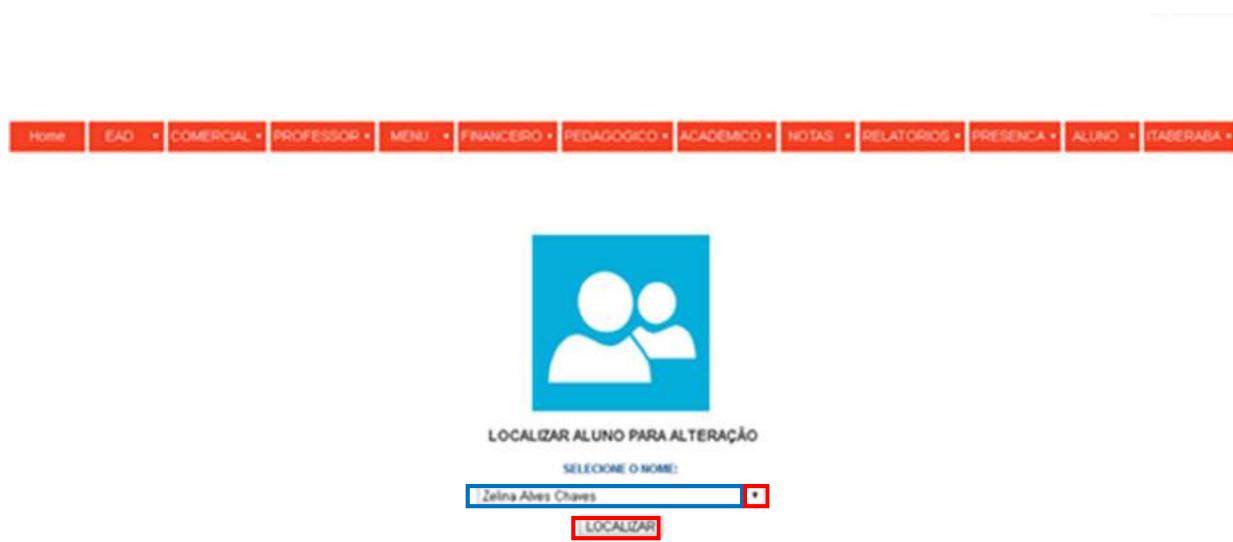 Home EAD COMERCIAL PROFESSOR MENU FINANCEIRO PEDAGOGICO ACADEMICO NOTAS RELATORIOS PRESENCA ALUNO ITABERABA
LOCALIZAR ALUNO PARA ALTERAÇÃO
SELECIONE O NOME:
Zelina Alves Chaves
LOCALIZAR